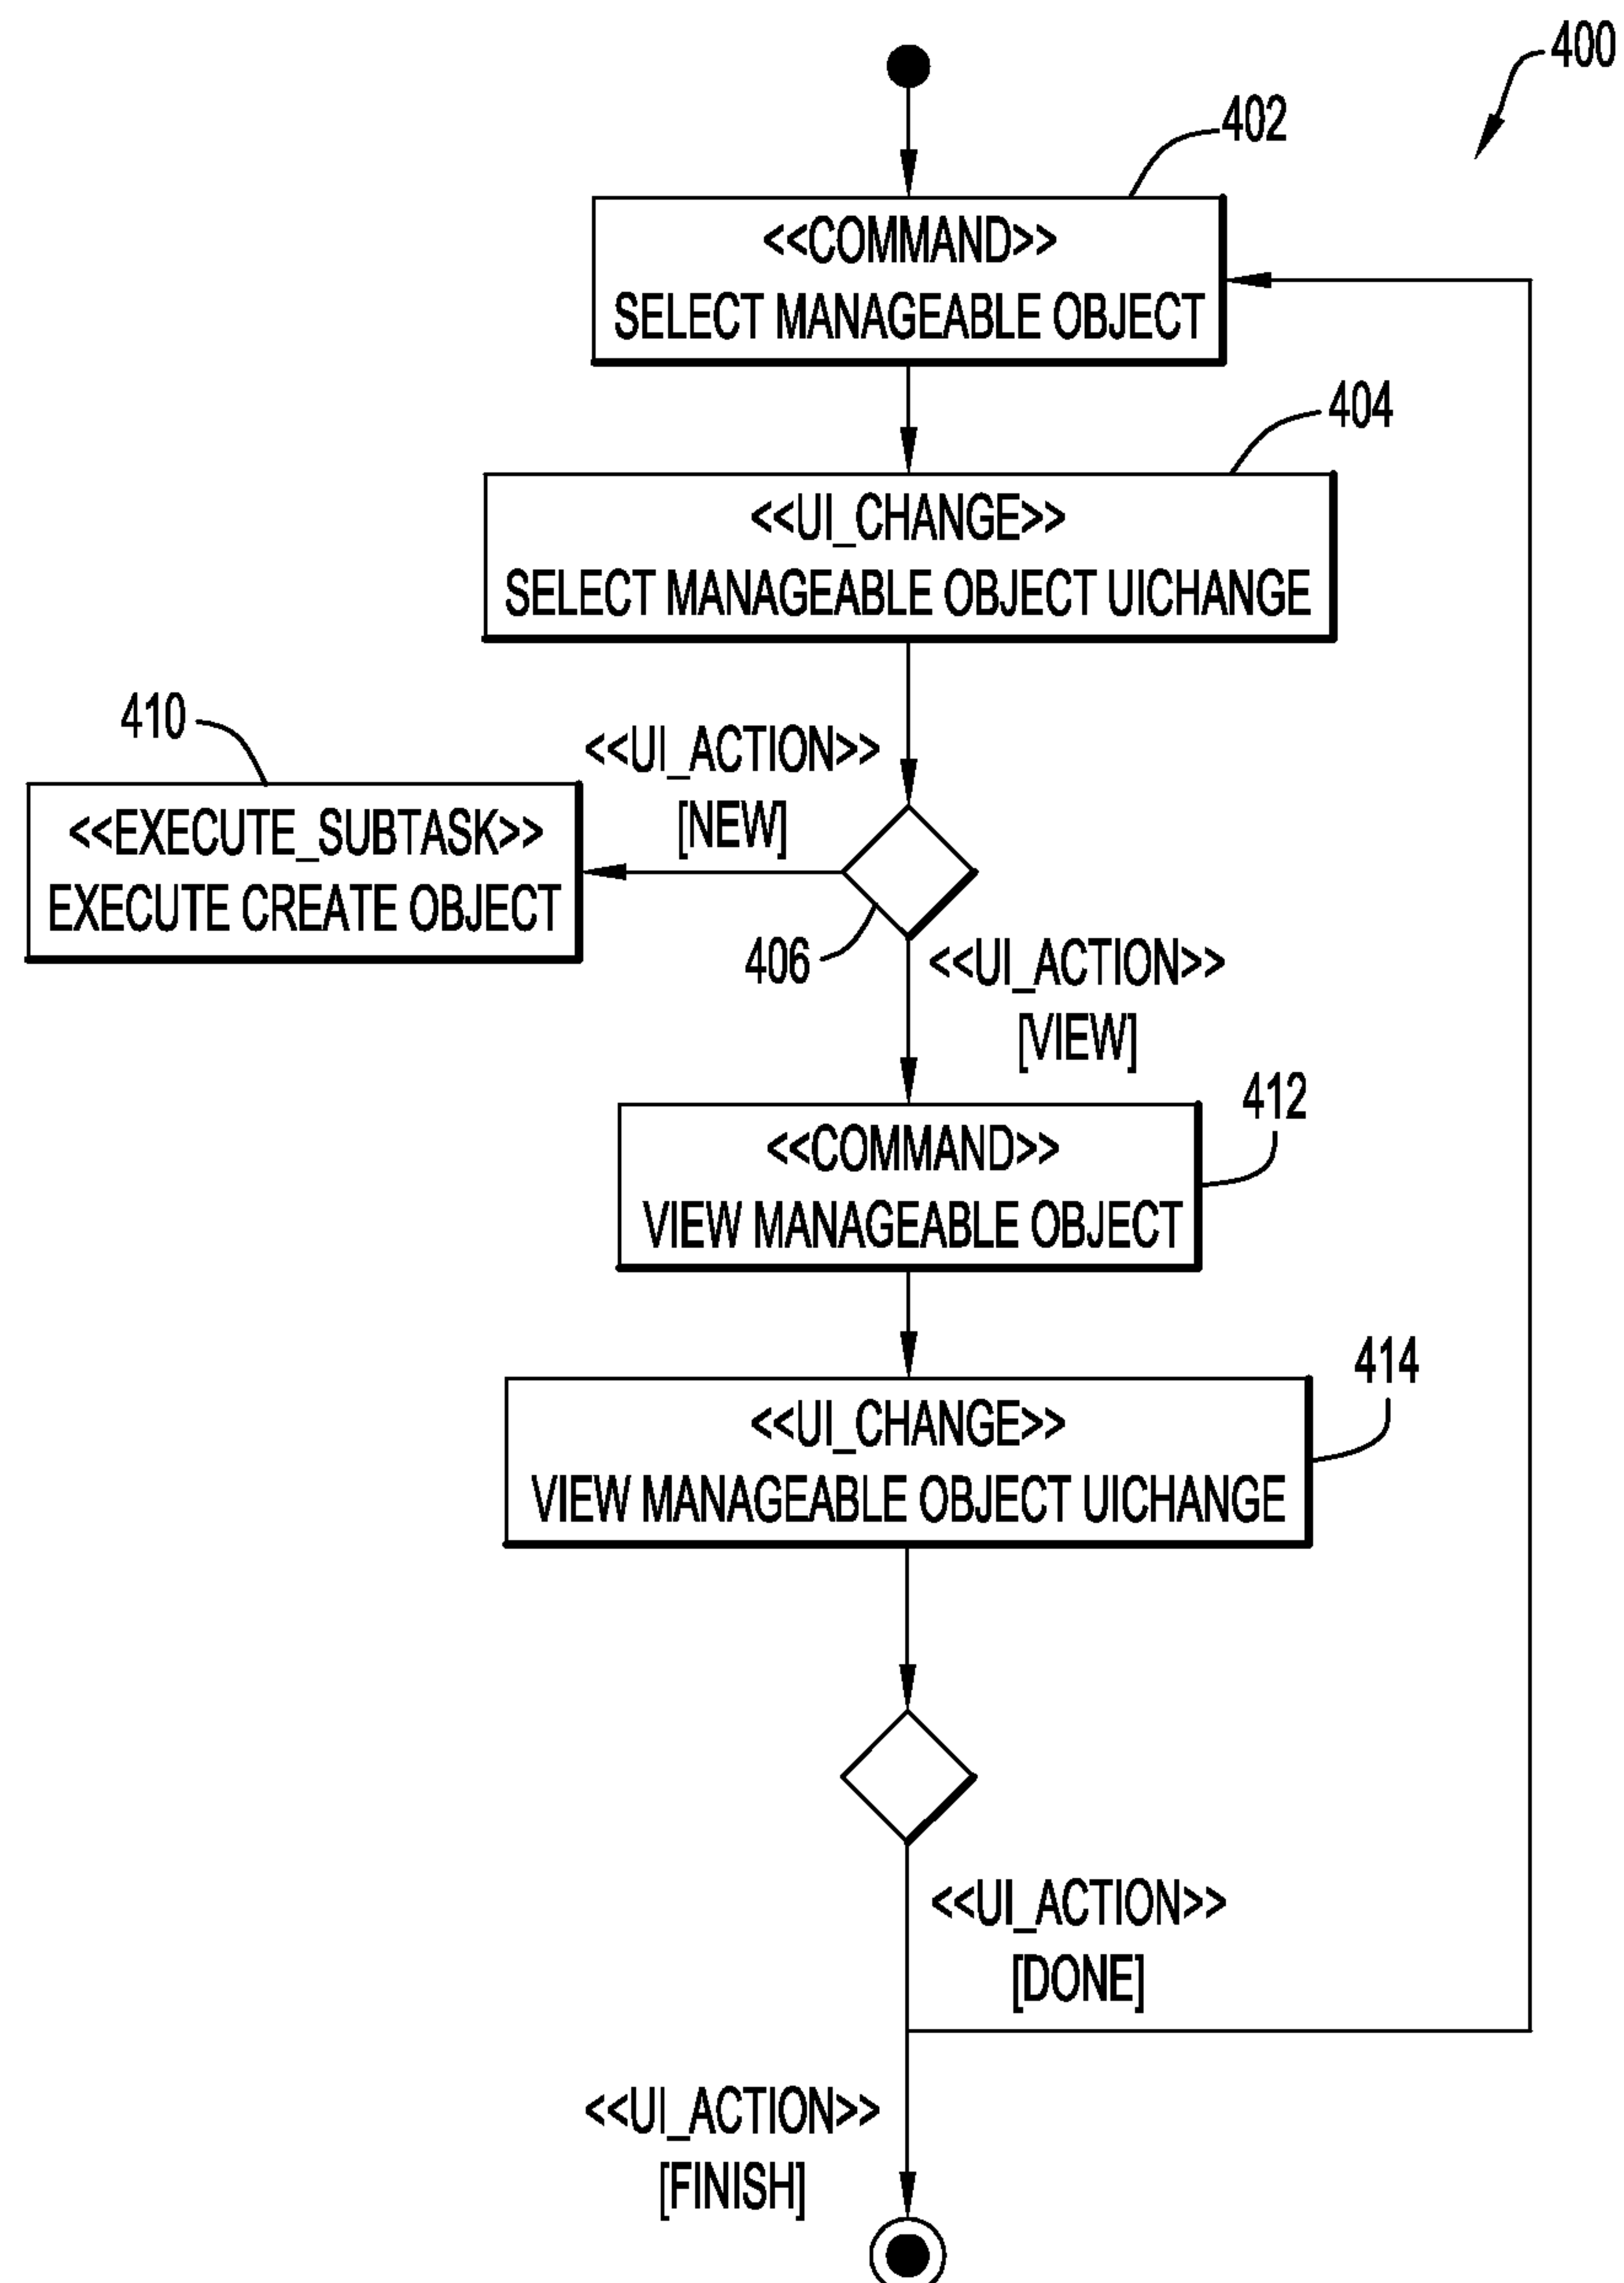 400
402
<<COMMAND>>
SELECT MANAGEABLE OBJECT
404
<<UI_CHANGE>>
SELECT MANAGEABLE OBJECT UICHANGE
410
<<UI_ACTION>>
[NEW]
<<EXECUTE_SUBTASK>>
EXECUTE CREATE OBJECT
406
<<UI_ACTION>>
[VIEW]
412
<<COMMAND>>
VIEW MANAGEABLE OBJECT
414
<<UI_CHANGE>>
VIEW MANAGEABLE OBJECT UICHANGE
<<UI_ACTION>>
[DONE]
<<UI_ACTION>>
[FINISH]